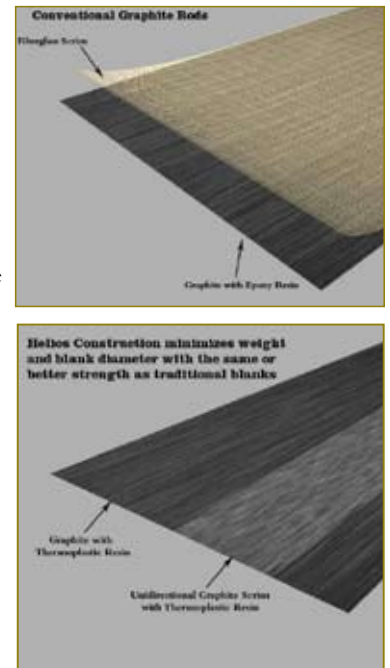 Conventional Graphite Rods
Fiberglass Scrim
Graphite with Epoxy Resin
Helios Construction minimizes weight
and blank diameter with the same or
better strength as traditional blanks
Graphite with
Thermoplastic Resin
Unidirectional Graphite Scrim
with Thermoplastic Resin